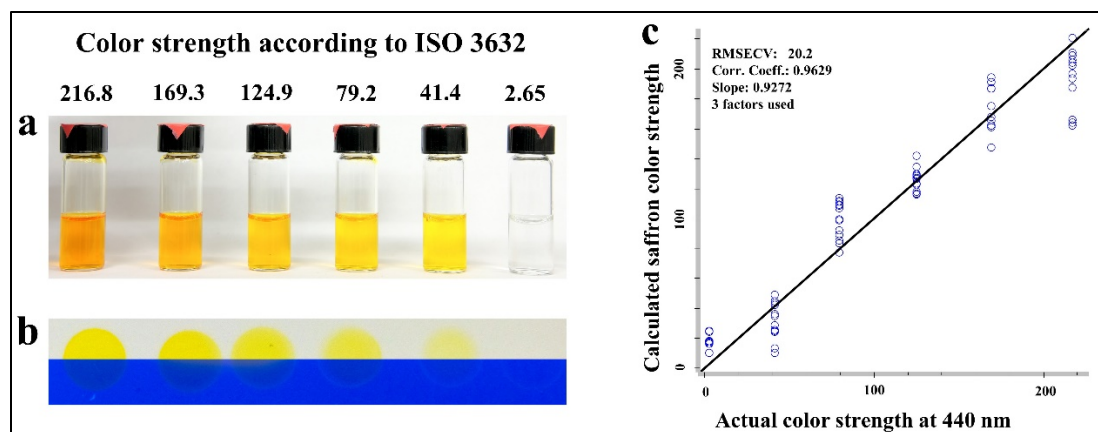 Color strength according to ISO 3632
216.8 169.3 124.9 79.2 41.4 2.65
a
b
c
RMSECV: 20.2
Corr. Coeff.: 0.9629
Slope: 0.9272
3 factors used
Calculated saffron color strength
200
100
0
0 100 200
Actual color strength at 440 nm